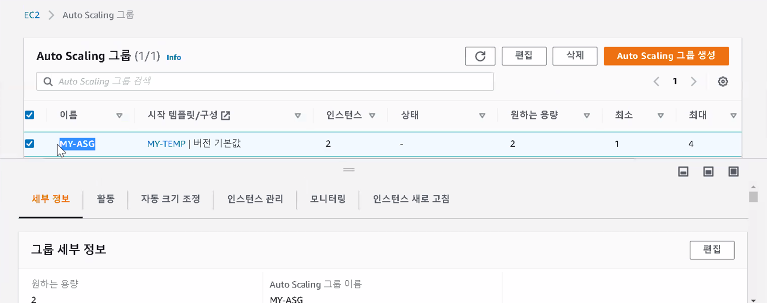 EC2 > Auto Scaling 그룹
Auto Scaling 그룹 (1/1) Info
편집 삭제 Auto Scaling 그룹 생성
Auto Scaling 그룹 검색
1
이름 시작 템플릿/구성 인스턴스 상태 원하는 용량 최소 최대
MY-ASG MY-TEMP | 버전 기본값 2 - 2 1 4
세부 정보 활동 자동 크기 조정 인스턴스 관리 모니터링 인스턴스 새로 고침
그룹 세부 정보 편집
원하는 용량 Auto Scaling 그룹 이름
2 MY-ASG